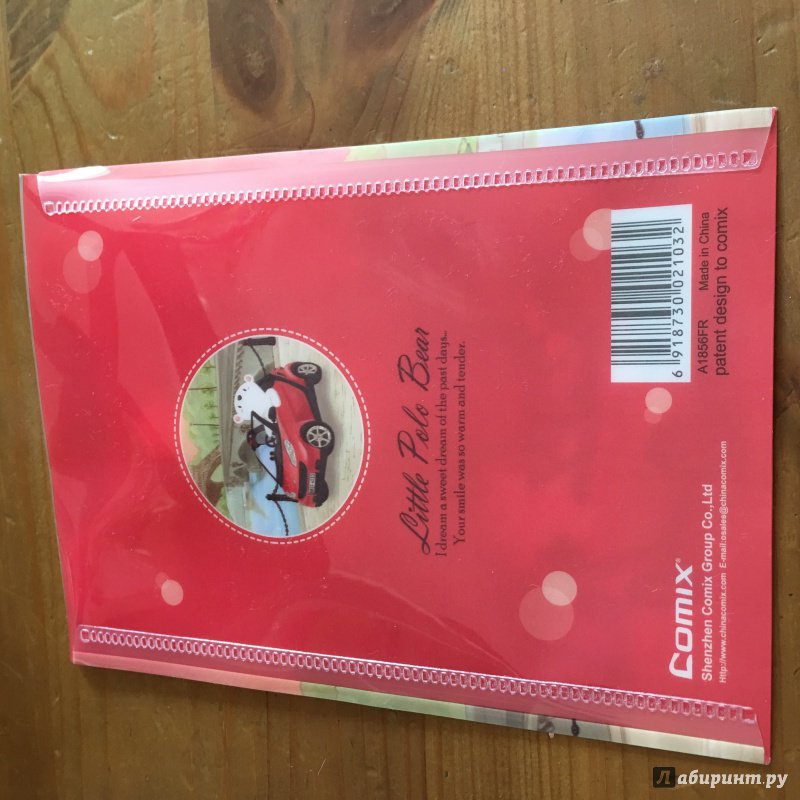 Little Polo Bear
I dream a sweet dream of the past days..
Your smile was so warm and tender.
COMIX®
Shenzhen Comix Group Co.,Ltd
Http://www.chinacomix.com E-mail:osales@chinacomix.com
6 918730 021032
A1856FR Made in China
patent design to comix
Лабиринт.ру